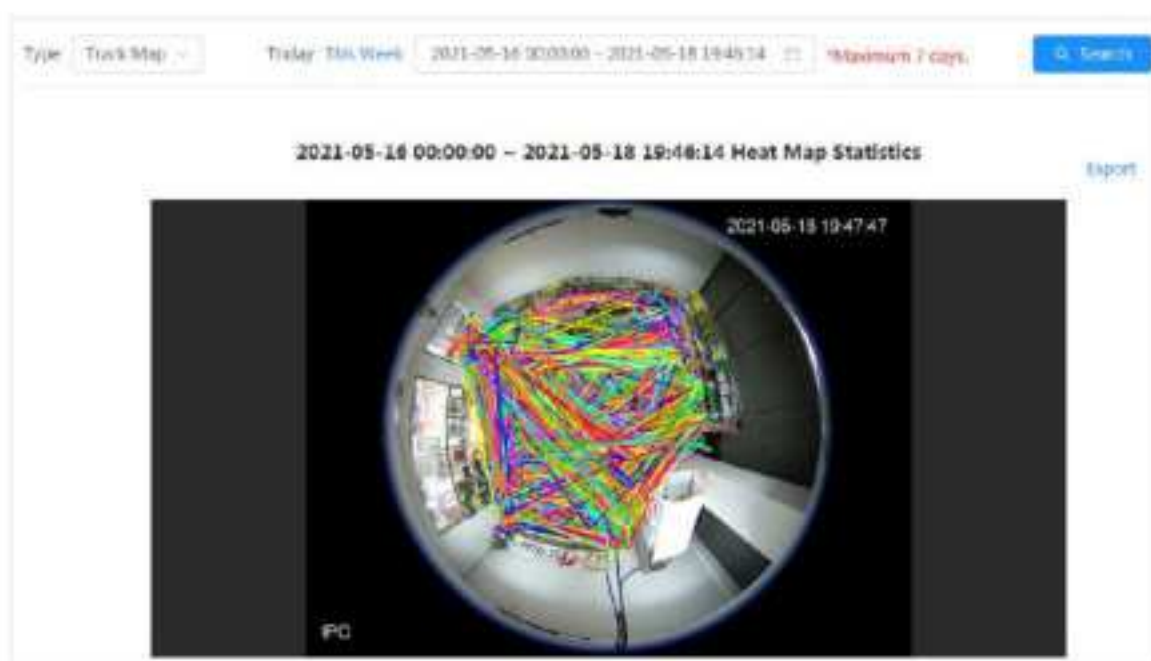 Type Track Map Today This Week 2021-05-16 00:00:00 ~ 2021-05-18 19:46:14 *Maximum 7 days. Search
2021-05-16 00:00:00 ~ 2021-05-18 19:46:14 Heat Map Statistics
Export
2021-05-18 19:47:47
IPC